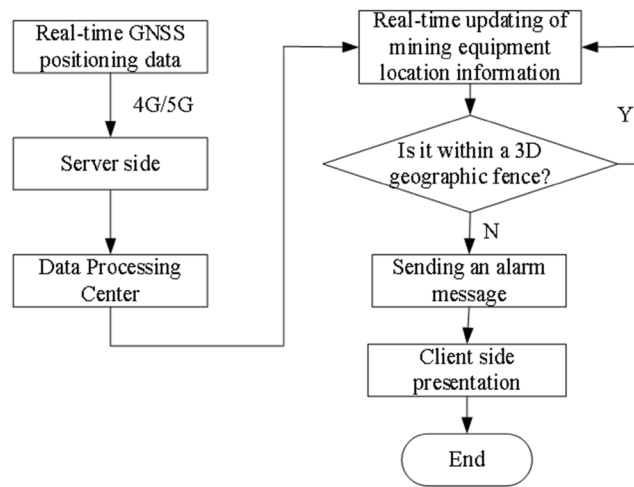 Real-time GNSS
positioning data
4G/5G
Server side
Data Processing
Center
Real-time updating of
mining equipment
location information
Y
Is it within a 3D
geographic fence?
N
Sending an alarm
message
Client side
presentation
End